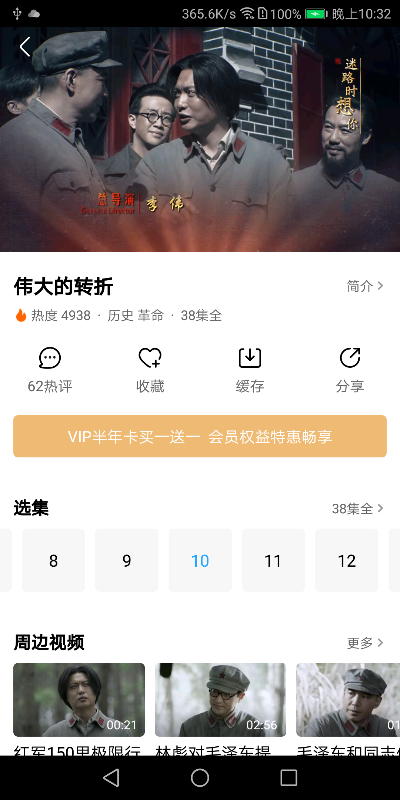 365.6K/s 100% 晚上10:32
迷路时
想你
总导演
General Director
李伟
伟大的转折
简介
热度 4938 · 历史 革命 · 38集全
62热评
收藏
缓存
分享
VIP半年卡买一送一 会员权益特惠畅享
选集
38集全
8
9
10
11
12
周边视频
更多
00:21
02:56
01:3
红军150里极限行
林彪对毛泽东提
毛泽东和同志